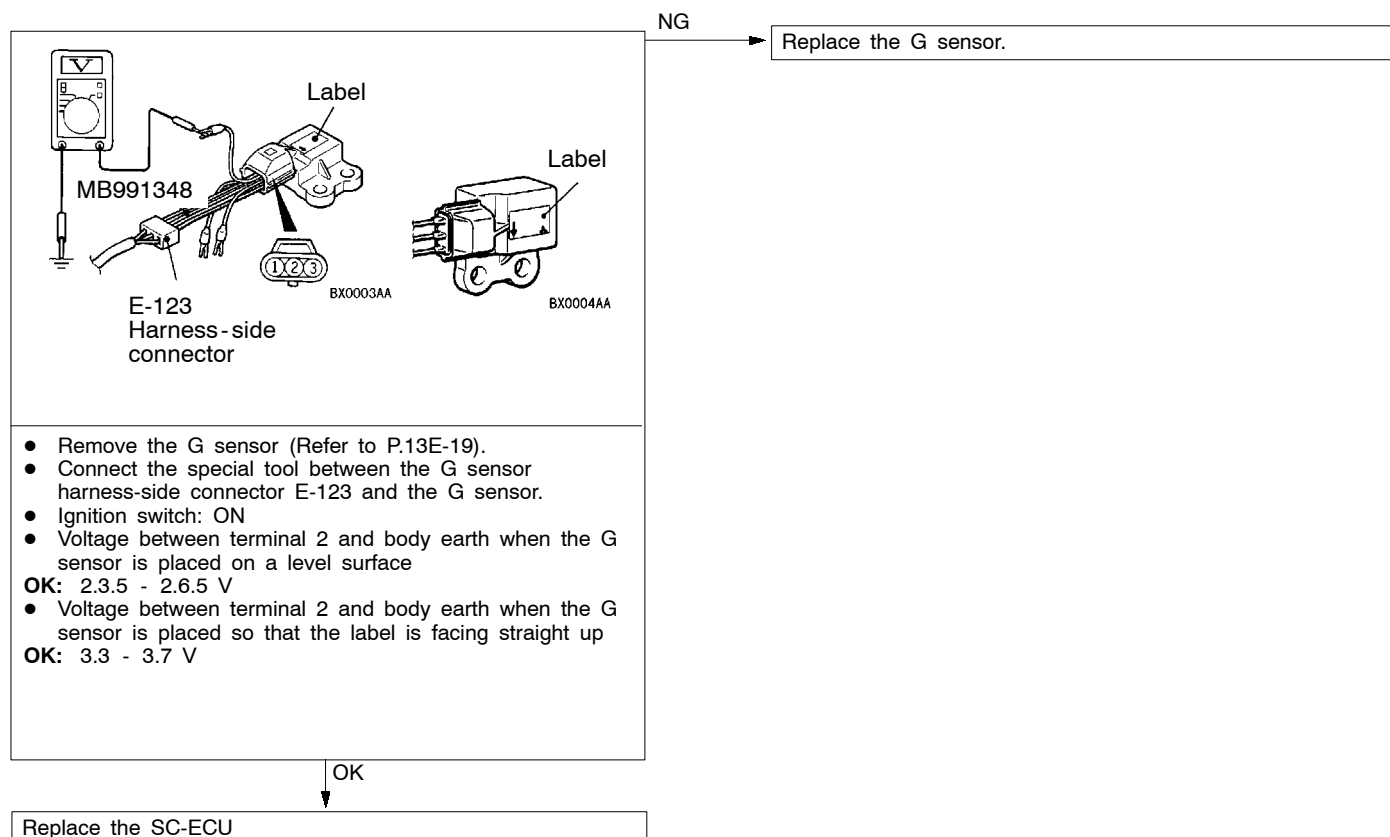 NG
Replace the G sensor.
V
Label
MB991348
Label
1 2 3
BX0003AA
BX0004AA
E-123
Harness-side
connector
● Remove the G sensor (Refer to P.13E-19).
● Connect the special tool between the G sensor
harness-side connector E-123 and the G sensor.
● Ignition switch: ON
● Voltage between terminal 2 and body earth when the G
sensor is placed on a level surface
OK: 2.3.5 - 2.6.5 V
● Voltage between terminal 2 and body earth when the G
sensor is placed so that the label is facing straight up
OK: 3.3 - 3.7 V
OK
Replace the SC-ECU